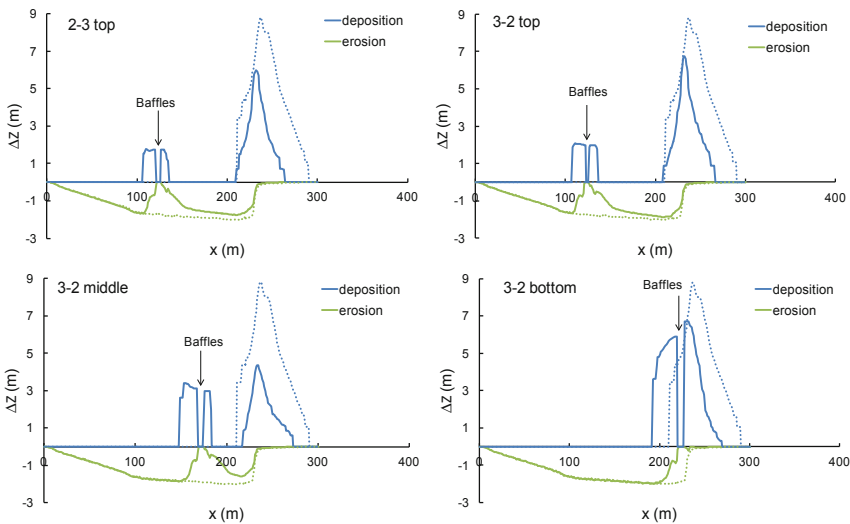 2-3 top
deposition
erosion
Baffles
ΔZ (m)
9
7
5
3
1
-1
-3
0
100
200
300
400
x (m)
3-2 top
deposition
erosion
Baffles
ΔZ (m)
9
7
5
3
1
-1
-3
0
100
200
300
400
x (m)
3-2 middle
deposition
erosion
Baffles
ΔZ (m)
9
7
5
3
1
-1
-3
0
100
200
300
400
x (m)
3-2 bottom
Baffles
deposition
erosion
ΔZ (m)
9
7
5
3
1
-1
-3
0
100
200
300
400
x (m)